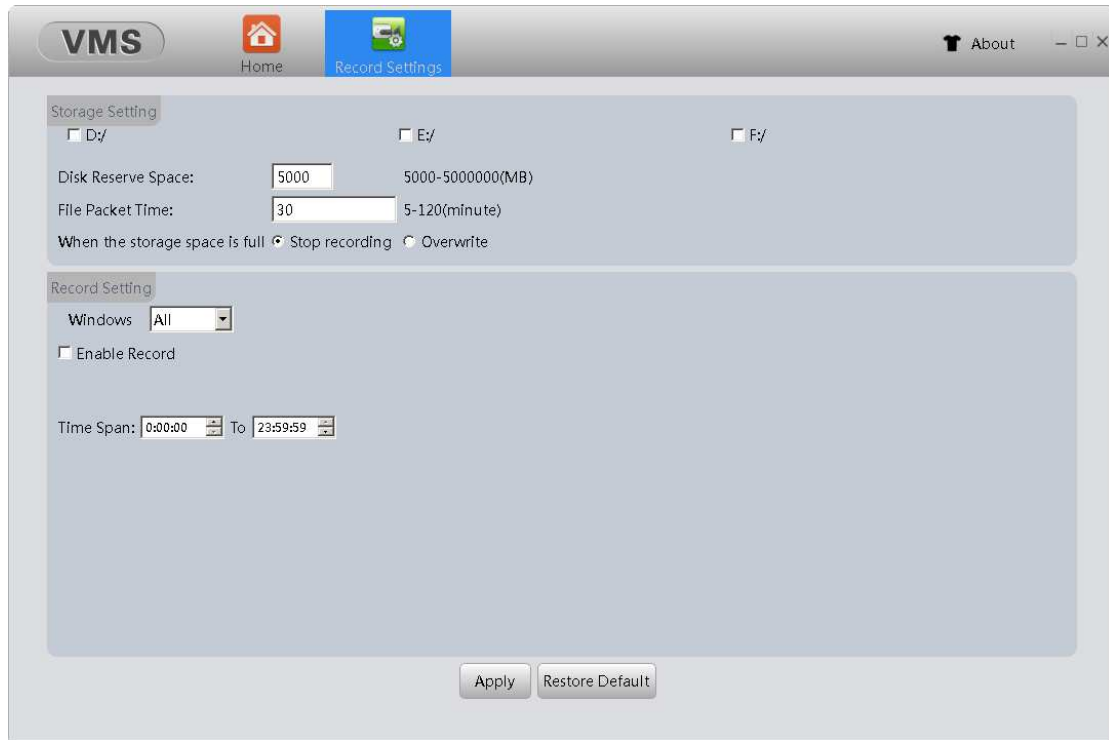 VMS
Home
Record Settings
About
Storage Setting
D:/ E:/ F:/
Disk Reserve Space: 5000 5000-5000000(MB)
File Packet Time: 30 5-120(minute)
When the storage space is full Stop recording Overwrite
Record Setting
Windows All
Enable Record
Time Span: 0:00:00 To 23:59:59
Apply Restore Default